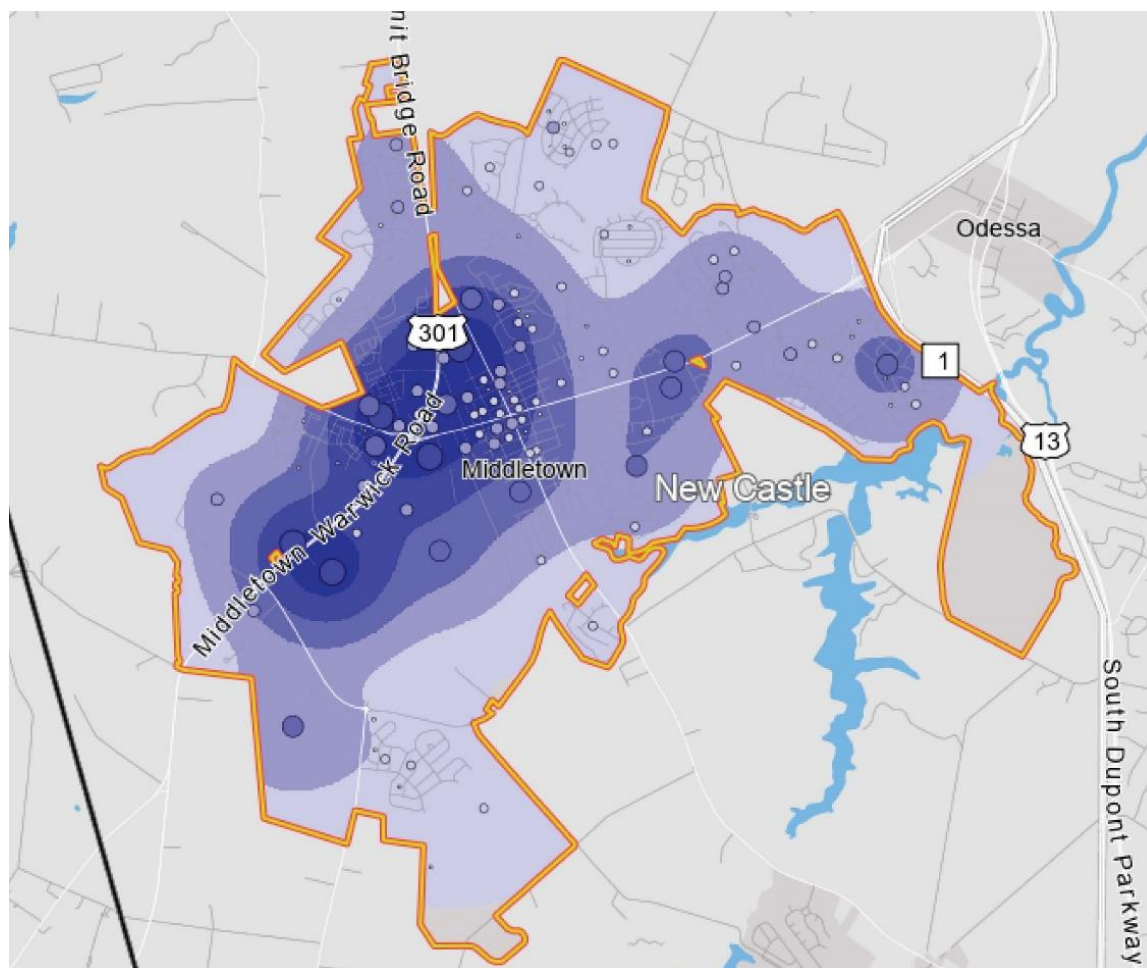 nit Bridge Road
Odessa
301
1
13
Middletown
New Castle
Middletown-Warwick Road
South Dupont Parkway